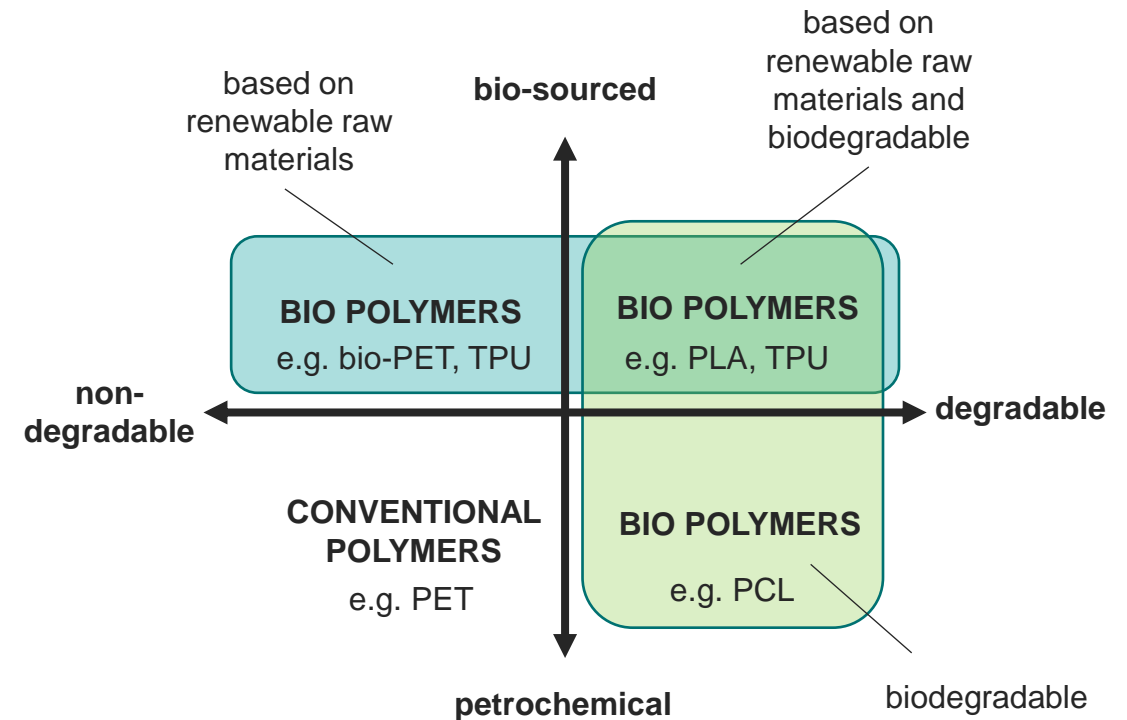 based on
renewable raw
materials
bio-sourced
based on
renewable raw
materials and
biodegradable
BIO POLYMERS
e.g. bio-PET, TPU
BIO POLYMERS
e.g. PLA, TPU
non-
degradable
degradable
CONVENTIONAL
POLYMERS
e.g. PET
BIO POLYMERS
e.g. PCL
petrochemical
biodegradable